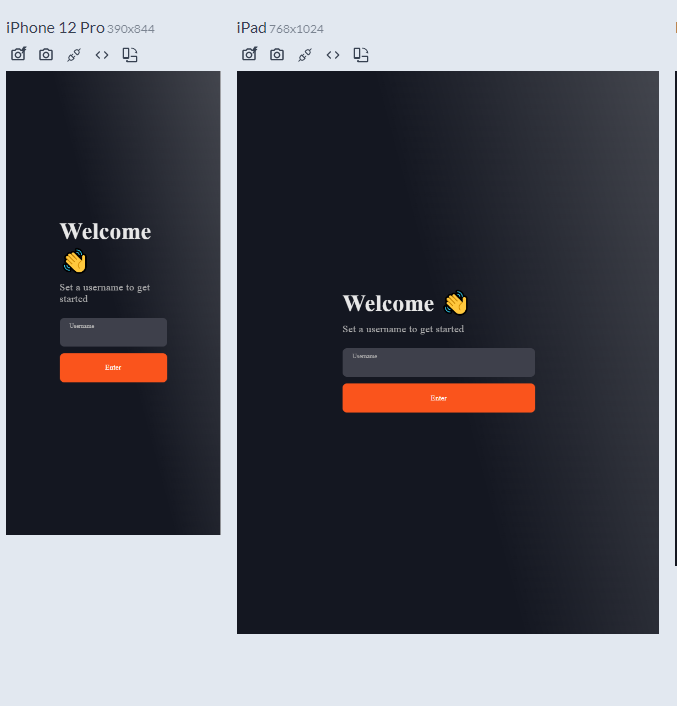 iPhone 12 Pro 390x844
Welcome 👋
Set a username to get
started
Username
Enter
iPad 768x1024
Welcome 👋
Set a username to get started
Username
Enter